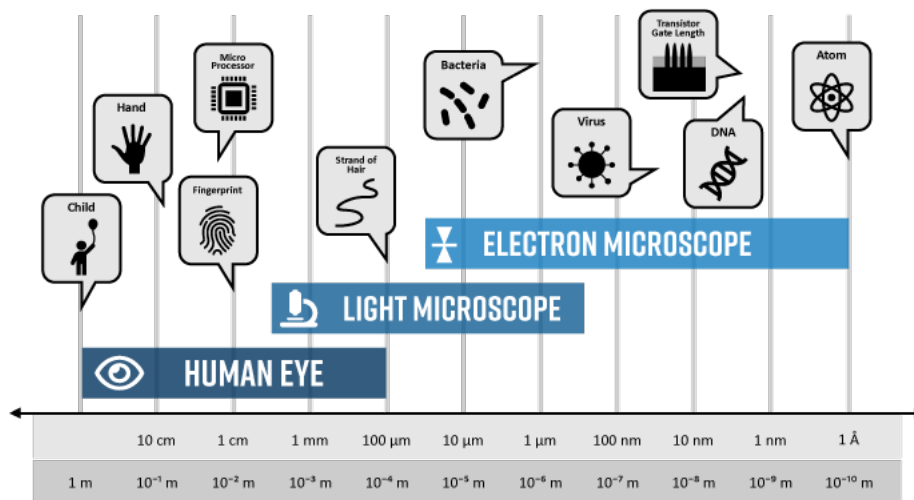 Transistor
Gate Length
Micro
Processor
Bacteria
Atom
Hand
Virus
DNA
Strand of
Hair
Fingerprint
Child
ELECTRON MICROSCOPE
LIGHT MICROSCOPE
HUMAN EYE
10 cm 1 cm 1 mm 100 µm 10 µm 1 µm 100 nm 10 nm 1 nm 1 Å
1 m 10⁻¹ m 10⁻² m 10⁻³ m 10⁻⁴ m 10⁻⁵ m 10⁻⁶ m 10⁻⁷ m 10⁻⁸ m 10⁻⁹ m 10⁻¹⁰ m